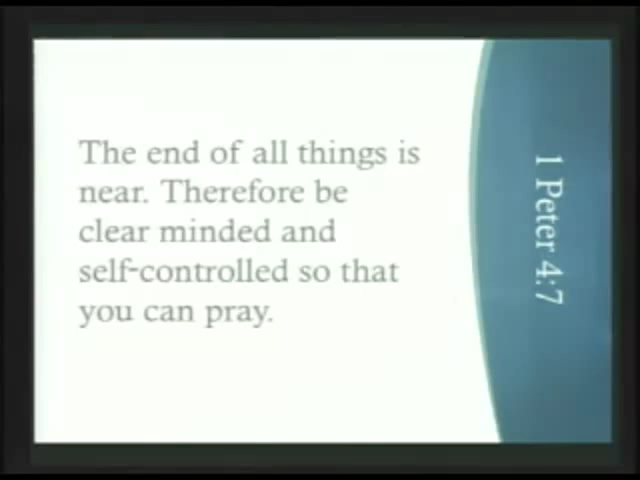 The end of all things is
near. Therefore be
clear minded and
self-controlled so that
you can pray.
1 Peter 4:7